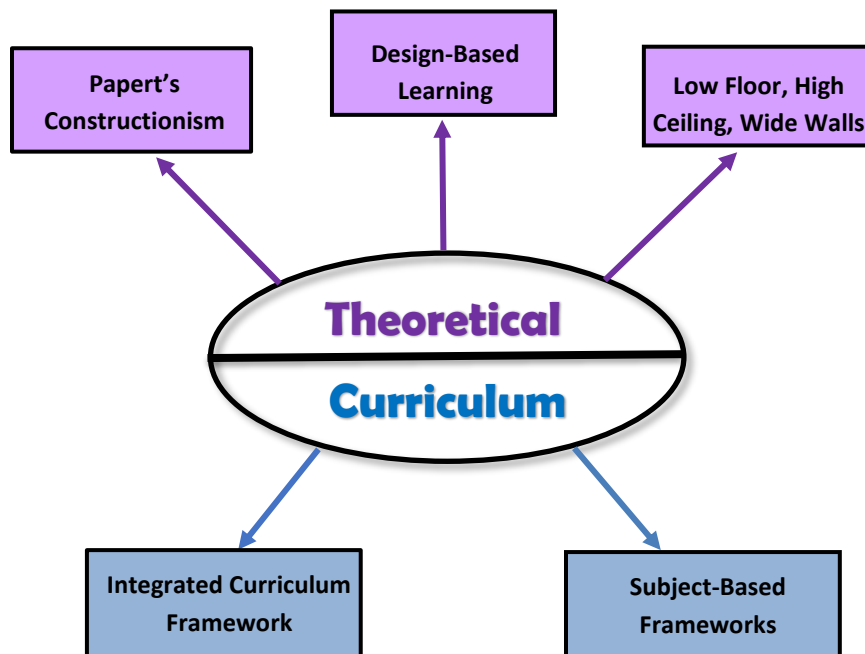 Papert’s
Constructionism
Design-Based
Learning
Low Floor, High
Ceiling, Wide Walls
Theoretical
Curriculum
Integrated Curriculum
Framework
Subject-Based
Frameworks